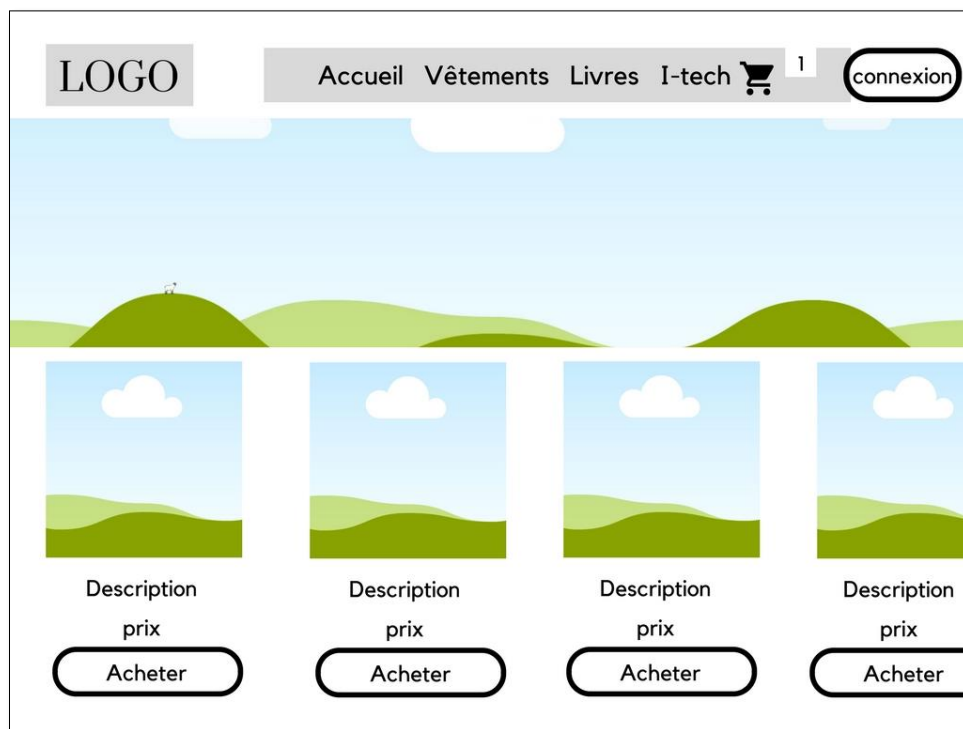 LOGO
Accueil Vêtements Livres I-tech 1 connexion
Description Description Description Description
prix prix prix prix
Acheter Acheter Acheter Acheter